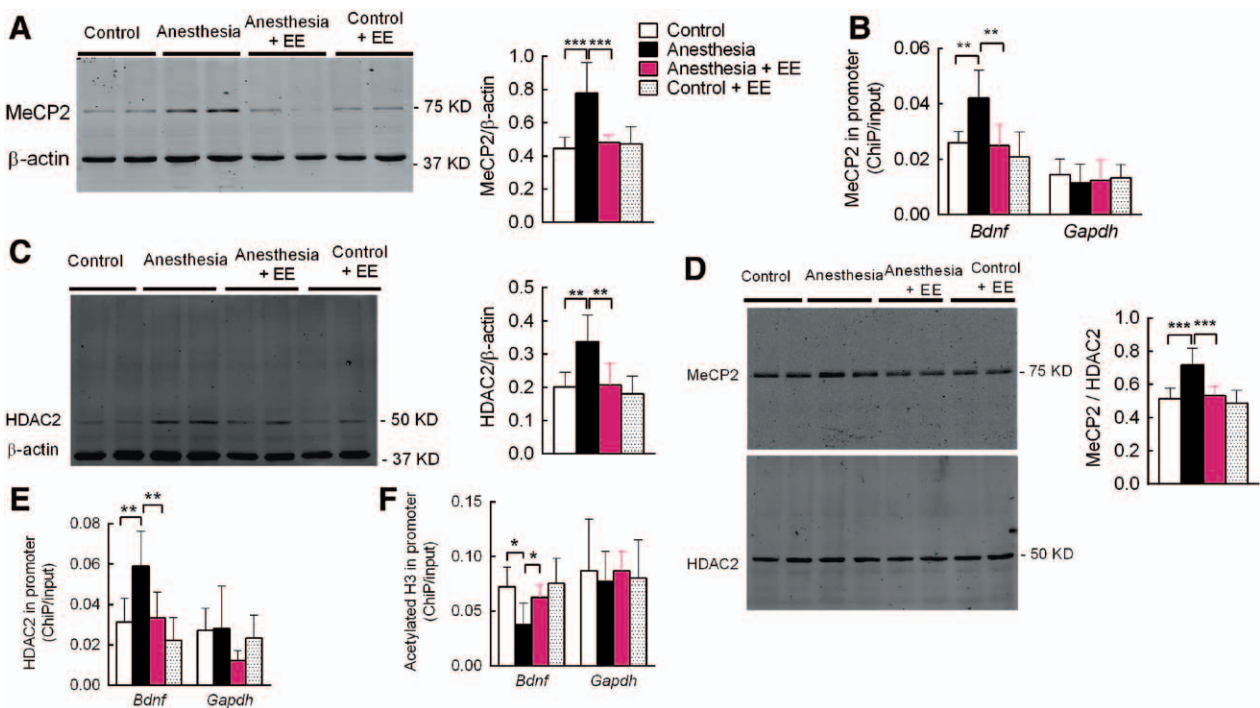 A
Control
Anesthesia
Anesthesia
+ EE
Control
+ EE
MeCP2
β-actin
- 75 KD
- 37 KD
MeCP2/β-actin
1.0
0.8
0.6
0.4
0.2
0.0
*** ***
Control
Anesthesia
Anesthesia + EE
Control + EE
B
MeCP2 in promoter
(ChiP/input)
0.06
0.04
0.02
0.00
** **
Bdnf
Gapdh
C
Control
Anesthesia
Anesthesia
+ EE
Control
+ EE
HDAC2
β-actin
- 50 KD
- 37 KD
HDAC2/β-actin
0.5
0.4
0.3
0.2
0.1
0.0
** **
D
Control
Anesthesia
Anesthesia
+ EE
Control
+ EE
MeCP2
- 75 KD
HDAC2
- 50 KD
MeCP2 / HDAC2
1.0
0.8
0.6
0.4
0.2
0.0
*** ***
E
HDAC2 in promoter
(ChiP/input)
0.08
0.06
0.04
0.02
0.00
** **
Bdnf
Gapdh
F
Acetylated H3 in promoter
(ChiP/input)
0.15
0.10
0.05
0.00
* *
Bdnf
Gapdh